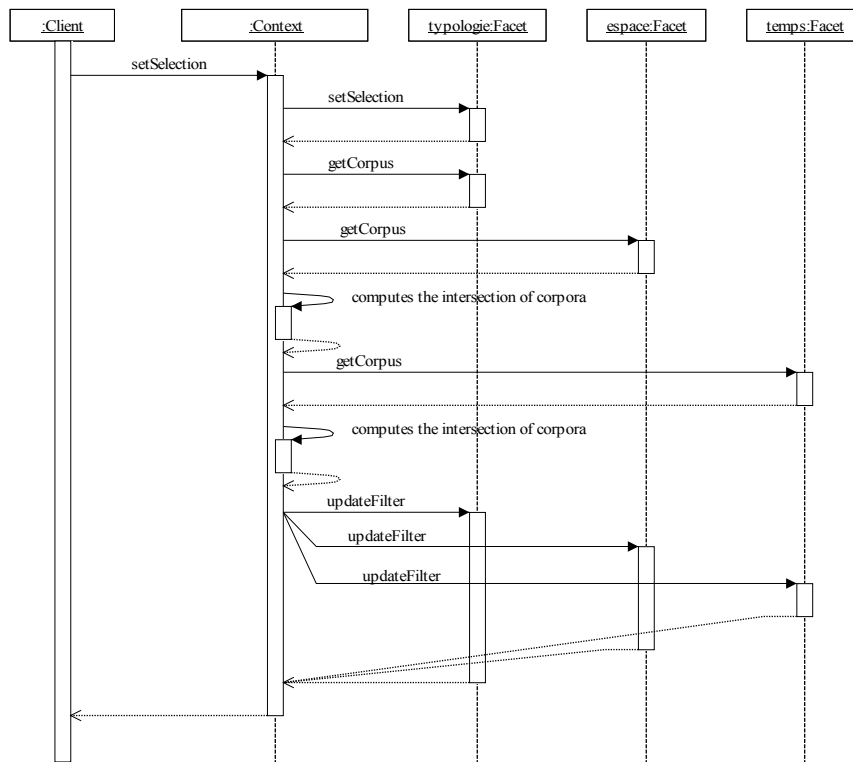 :Client
:Context
typologie:Facet
espace:Facet
temps:Facet
setSelection
setSelection
getCorpus
getCorpus
computes the intersection of corpora
getCorpus
computes the intersection of corpora
updateFilter
updateFilter
updateFilter